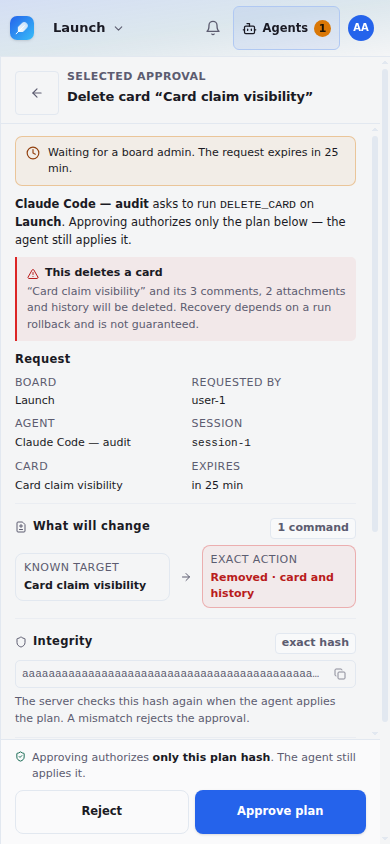 Launch
Agents 1
AA
SELECTED APPROVAL
Delete card “Card claim visibility”
Waiting for a board admin. The request expires in 25
min.
Claude Code — audit asks to run DELETE_CARD on
Launch. Approving authorizes only the plan below — the
agent still applies it.
This deletes a card
“Card claim visibility” and its 3 comments, 2 attachments
and history will be deleted. Recovery depends on a run
rollback and is not guaranteed.
Request
BOARD
REQUESTED BY
Launch
user-1
AGENT
SESSION
Claude Code — audit
session-1
CARD
EXPIRES
Card claim visibility
in 25 min
What will change
1 command
KNOWN TARGET
Card claim visibility
EXACT ACTION
Removed · card and
history
Integrity
exact hash
aaaaaaaaaaaaaaaaaaaaaaaaaaaaaaaaaaaaaaaaaaaaa…
The server checks this hash again when the agent applies
the plan. A mismatch rejects the approval.
Approving authorizes only this plan hash. The agent still
applies it.
Reject
Approve plan